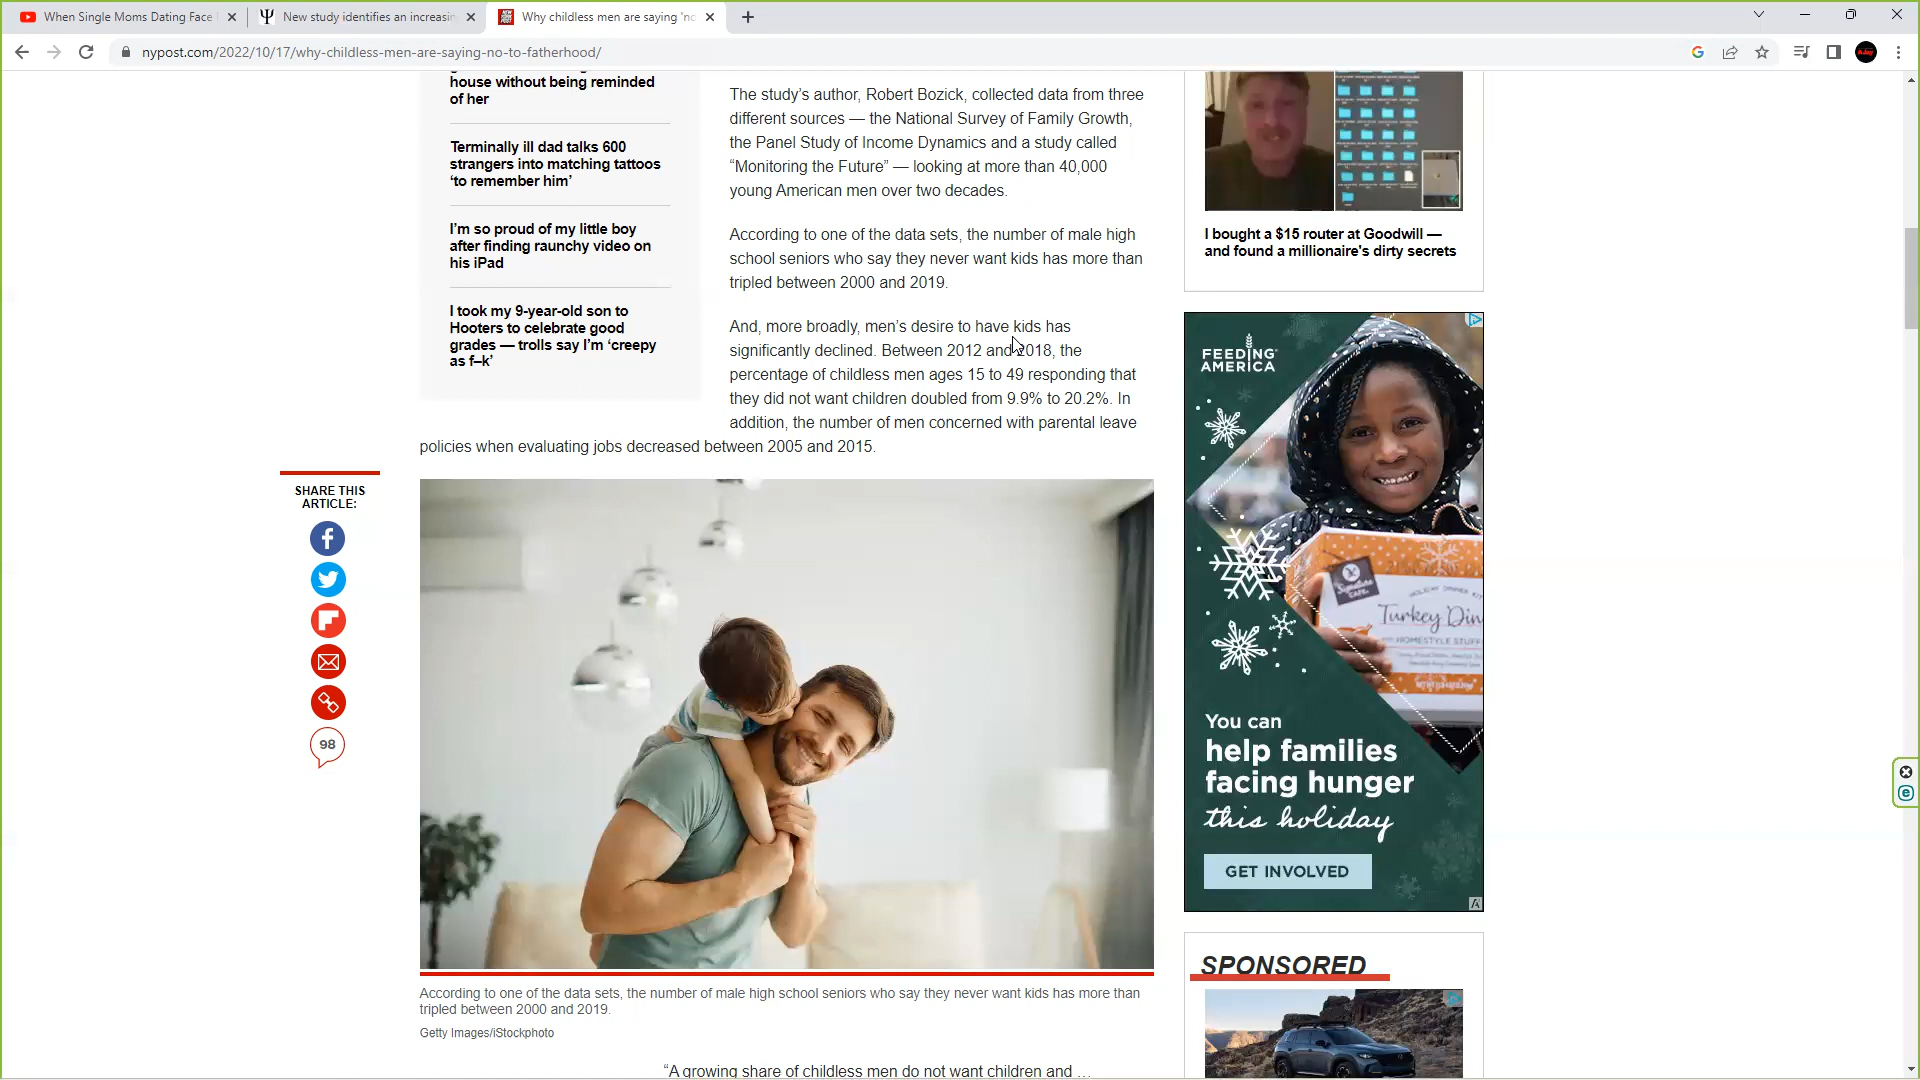 When Single Moms Dating Face
New study identifies an increasin
Why childless men are saying 'no
nypost.com/2022/10/17/why-childless-men-are-saying-no-to-fatherhood/
house without being reminded
of her
Terminally ill dad talks 600
strangers into matching tattoos
‘to remember him’
I’m so proud of my little boy
after finding raunchy video on
his iPad
I took my 9-year-old son to
Hooters to celebrate good
grades — trolls say I’m ‘creepy
as f–k’
The study’s author, Robert Bozick, collected data from three
different sources — the National Survey of Family Growth,
the Panel Study of Income Dynamics and a study called
“Monitoring the Future” — looking at more than 40,000
young American men over two decades.
According to one of the data sets, the number of male high
school seniors who say they never want kids has more than
tripled between 2000 and 2019.
And, more broadly, men’s desire to have kids has
significantly declined. Between 2012 and 2018, the
percentage of childless men ages 15 to 49 responding that
they did not want children doubled from 9.9% to 20.2%. In
addition, the number of men concerned with parental leave
policies when evaluating jobs decreased between 2005 and 2015.
SHARE THIS
ARTICLE:
98
According to one of the data sets, the number of male high school seniors who say they never want kids has more than
tripled between 2000 and 2019.
Getty Images/iStockphoto
“A growing share of childless men do not want children and …
I bought a $15 router at Goodwill —
and found a millionaire's dirty secrets
FEEDING
AMERICA
Turkey Din
You can
help families
facing hunger
this holiday
GET INVOLVED
SPONSORED